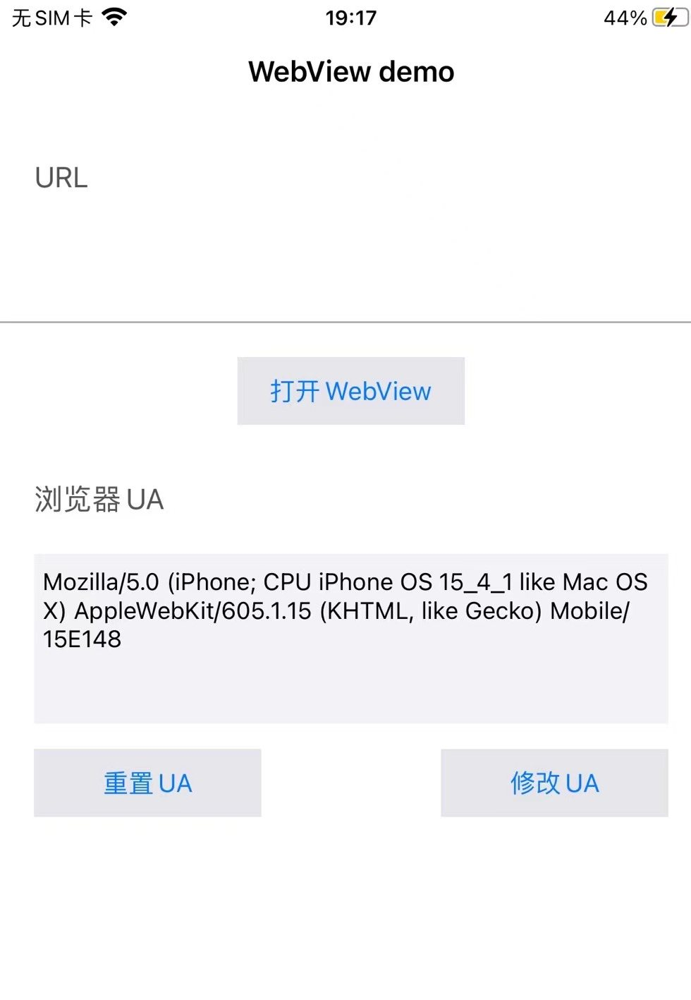 无SIM卡 19:17 44%
WebView demo
URL
打开 WebView
浏览器 UA
Mozilla/5.0 (iPhone; CPU iPhone OS 15_4_1 like Mac OS
X) AppleWebKit/605.1.15 (KHTML, like Gecko) Mobile/
15E148
重置 UA 修改 UA